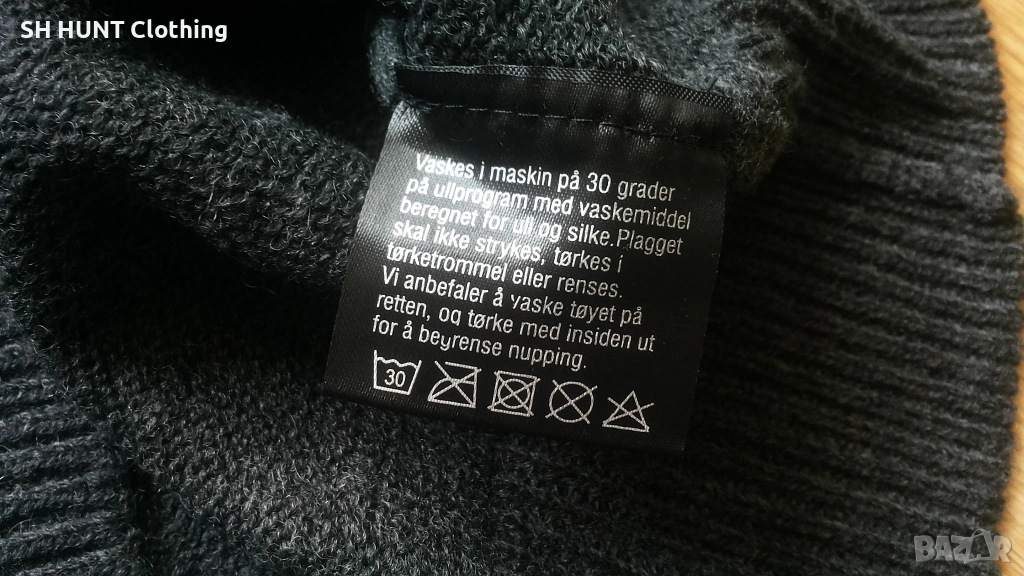 SH HUNT Clothing
Vaskes i maskin på 30 grader
på ullprogram med vaskemiddel
beregnet for ull og silke.Plagget
skal ikke strykes, tørkes i
tørketrommel eller renses.
Vi anbefaler å vaske tøyet på
retten, og tørke med insiden ut
for å beyrense nupping.
30
BAZAR